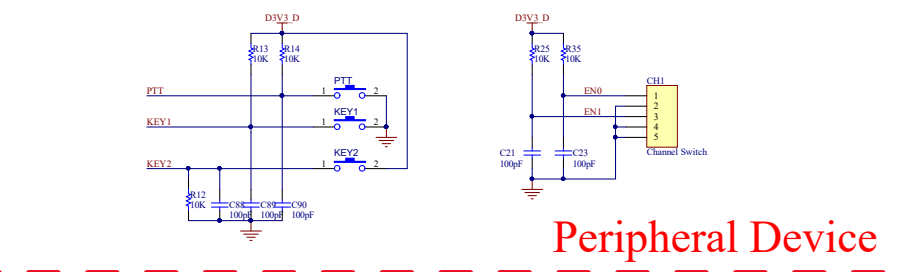 D3V3_D
R13
10K
R14
10K
PTT
PTT
1
2
KEY1
KEY1
1
2
KEY2
KEY2
1
2
R12
10K
C88
100pF
C89
100pF
C90
100pF
D3V3_D
R25
10K
R35
10K
CH1
EN0
1
2
EN1
3
4
5
Channel Switch
C21
100pF
C23
100pF
Peripheral Device